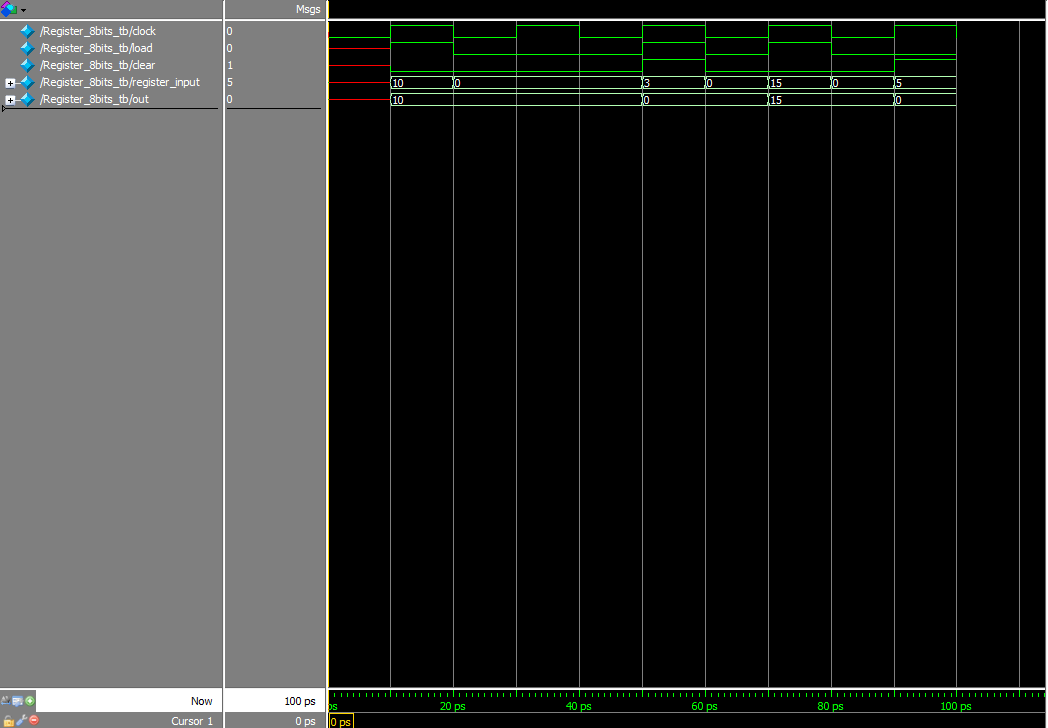 Msgs
/Register_8bits_tb/clock 0
/Register_8bits_tb/load 0
/Register_8bits_tb/clear 1
/Register_8bits_tb/register_input 5 10 0 3 0 15 0 5
/Register_8bits_tb/out 0 10 0 15 0
Now 100 ps ps 20 ps 40 ps 60 ps 80 ps 100 ps
Cursor 1 0 ps 0 ps